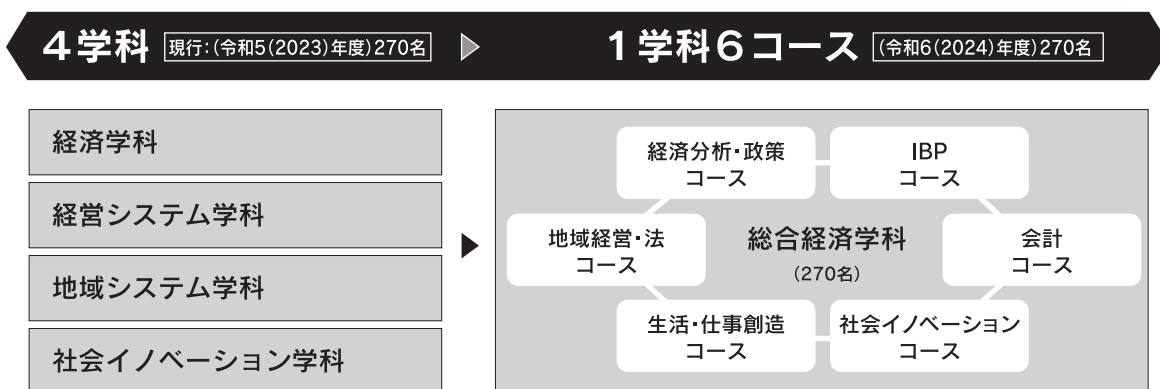 4学科 現行:(令和5(2023)年度)270名
1学科6コース (令和6(2024)年度)270名
経済学科
経営システム学科
地域システム学科
社会イノベーション学科
経済分析・政策
コース
IBP
コース
地域経営・法
コース
総合経済学科
(270名)
会計
コース
生活・仕事創造
コース
社会イノベーション
コース